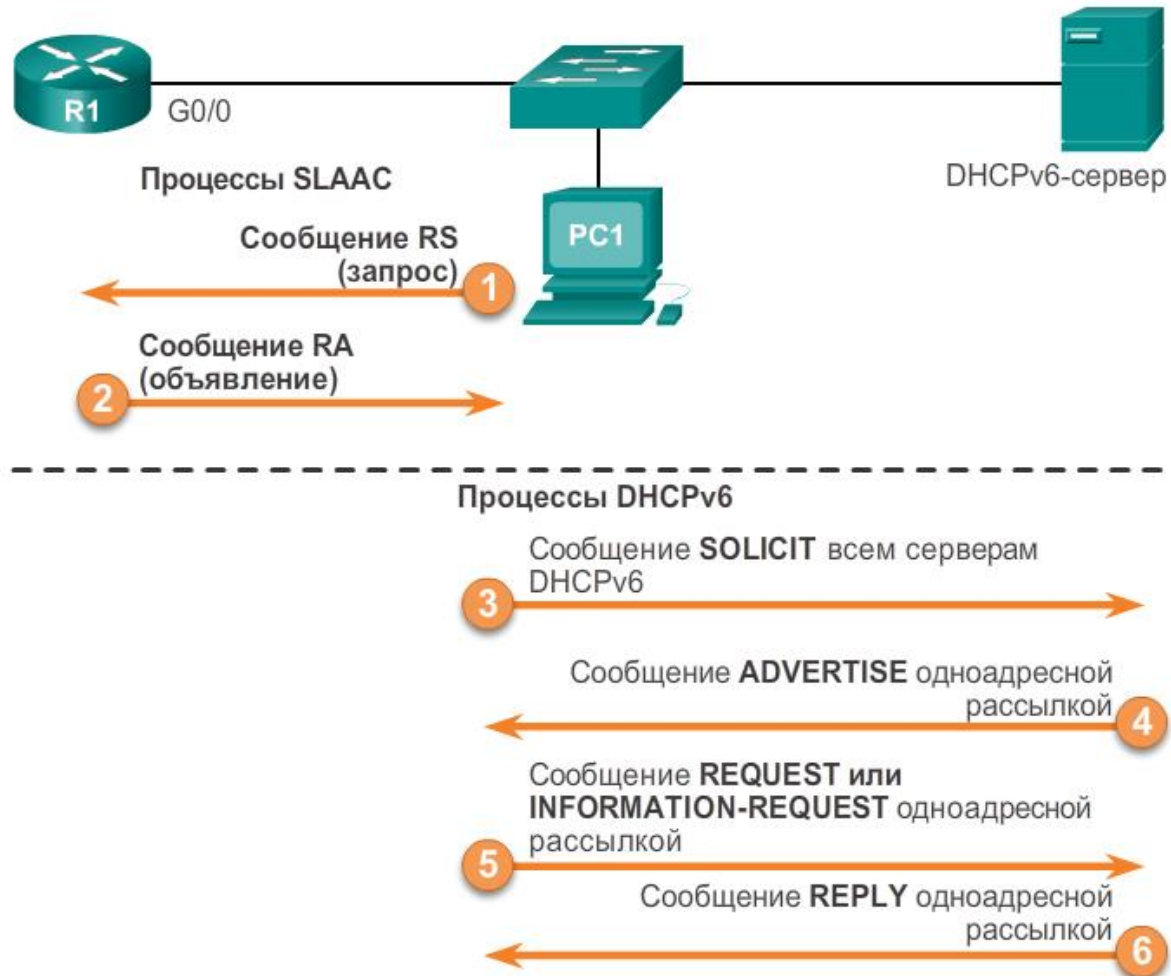 R1
G0/0
DHCPv6-сервер
Процессы SLAAC
PC1
Сообщение RS
(запрос)
1
Сообщение RA
(объявление)
2
Процессы DHCPv6
Сообщение SOLICIT всем серверам
DHCPv6
3
Сообщение ADVERTISE одноадресной
рассылкой
4
Сообщение REQUEST или
INFORMATION-REQUEST одноадресной
рассылкой
5
Сообщение REPLY одноадресной
рассылкой
6